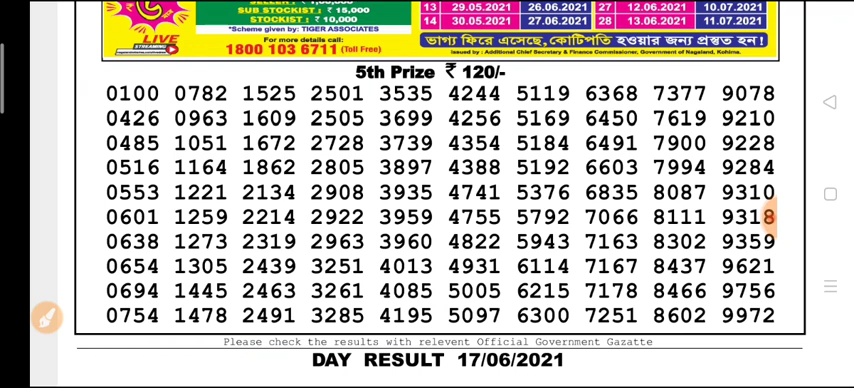 SUB STOCKIST : ₹ 15,000
STOCKIST : ₹ 10,000
*Scheme given by: TIGER ASSOCIATES
For more details call:
1800 103 6711 (Toll Free)
LIVE
STREAMING
13 29.05.2021 26.06.2021 27 12.06.2021 10.07.2021
14 30.05.2021 27.06.2021 28 13.06.2021 11.07.2021
ভাগ্য ফিরে এসেছে, কোটিপতি হওয়ার জন্য প্রস্তুত হন!
Issued by : Additional Chief Secretary & Finance Commissioner, Government of Nagaland, Kohima.
5th Prize ₹ 120/-
0100 0782 1525 2501 3535 4244 5119 6368 7377 9078
0426 0963 1609 2505 3699 4256 5169 6450 7619 9210
0485 1051 1672 2728 3739 4354 5184 6491 7900 9228
0516 1164 1862 2805 3897 4388 5192 6603 7994 9284
0553 1221 2134 2908 3935 4741 5376 6835 8087 9310
0601 1259 2214 2922 3959 4755 5792 7066 8111 9318
0638 1273 2319 2963 3960 4822 5943 7163 8302 9359
0654 1305 2439 3251 4013 4931 6114 7167 8437 9621
0694 1445 2463 3261 4085 5005 6215 7178 8466 9756
0754 1478 2491 3285 4195 5097 6300 7251 8602 9972
Please check the results with relevent Official Government Gazatte
DAY RESULT 17/06/2021